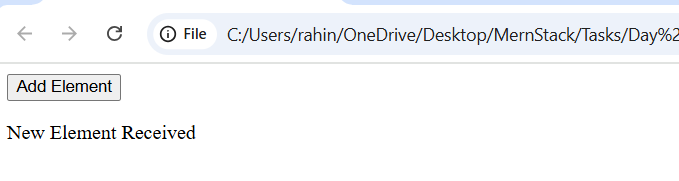 File
C:/Users/rahin/OneDrive/Desktop/MernStack/Tasks/Day%2
Add Element
New Element Received